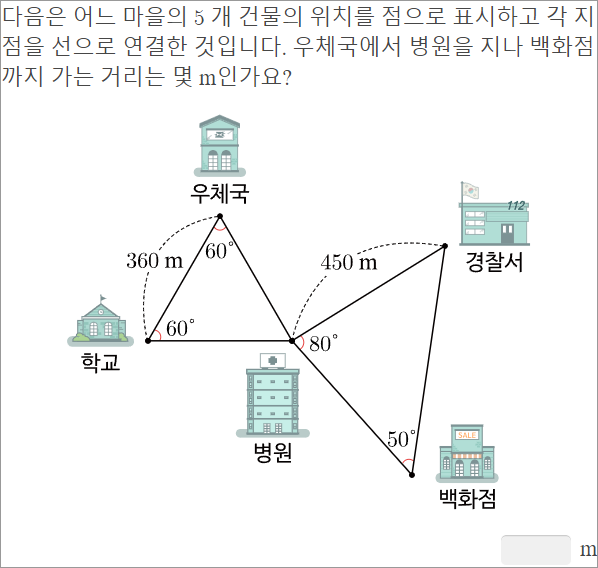 다음은 어느 마을의 5 개 건물의 위치를 점으로 표시하고 각 지
점을 선으로 연결한 것입니다. 우체국에서 병원을 지나 백화점
까지 가는 거리는 몇 m인가요?
우체국
112
경찰서
360 m
60°
450 m
60°
학교
80°
병원
50°
SALE
백화점
m